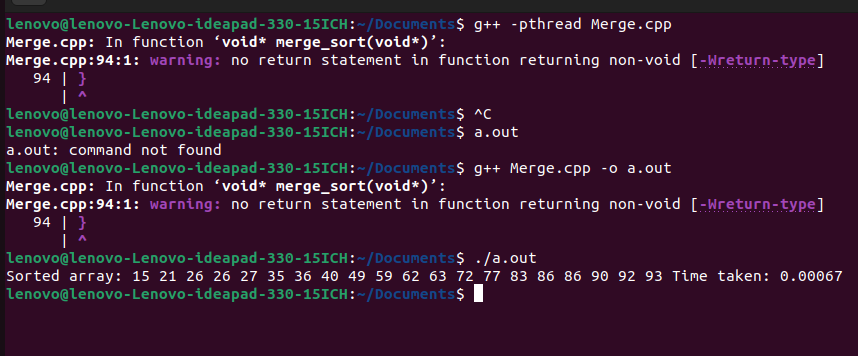 lenovo@lenovo-Lenovo-ideapad-330-15ICH:~/Documents$ g++ -pthread Merge.cpp
Merge.cpp: In function ‘void* merge_sort(void*)’:
Merge.cpp:94:1: warning: no return statement in function returning non-void [-Wreturn-type]
   94 | }
      | ^
lenovo@lenovo-Lenovo-ideapad-330-15ICH:~/Documents$ ^C
lenovo@lenovo-Lenovo-ideapad-330-15ICH:~/Documents$ a.out
a.out: command not found
lenovo@lenovo-Lenovo-ideapad-330-15ICH:~/Documents$ g++ Merge.cpp -o a.out
Merge.cpp: In function ‘void* merge_sort(void*)’:
Merge.cpp:94:1: warning: no return statement in function returning non-void [-Wreturn-type]
   94 | }
      | ^
lenovo@lenovo-Lenovo-ideapad-330-15ICH:~/Documents$ ./a.out
Sorted array: 15 21 26 26 27 35 36 40 49 59 62 63 72 77 83 86 86 90 92 93 Time taken: 0.00067
lenovo@lenovo-Lenovo-ideapad-330-15ICH:~/Documents$